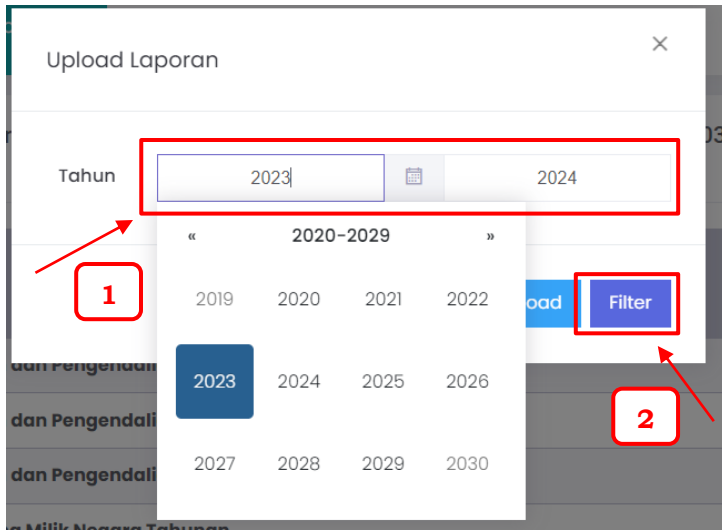 Upload Laporan
×
Tahun
2023
2024
« 2020-2029 »
1
2019 2020 2021 2022
oad
Filter
2023 2024 2025 2026
2
dan Pengendali
dan Pengendali
2027 2028 2029 2030
dan Pengendali
Milik Negara Tahunan